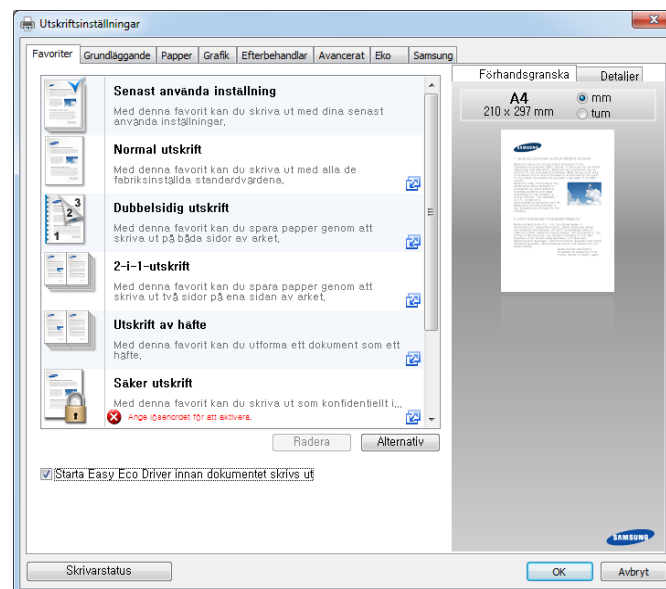 Utskriftsinställningar
Favoriter Grundläggande Papper Grafik Efterbehandlar Avancerat Eko Samsung
Senast använda inställning
Med denna favorit kan du skriva ut med dina senast
använda inställningar.
Normal utskrift
Med denna favorit kan du skriva ut med alla de
fabriksinställda standardvärdena.
Dubbelsidig utskrift
Med denna favorit kan du spara papper genom att
skriva ut på båda sidor av arket.
2-i-1-utskrift
Med denna favorit kan du spara papper genom att
skriva ut två sidor på ena sidan av arket.
Utskrift av häfte
Med denna favorit kan du utforma ett dokument som ett
häfte.
Säker utskrift
Med denna favorit kan du skriva ut som konfidentiellt i...
Ange lösenordet för att aktivera.
Radera Alternativ
Starta Easy Eco Driver innan dokumentet skrivs ut
Förhandsgranska Detaljer
A4
210 x 297 mm
mm
tum
SAMSUNG
SAMSUNG
Skrivarstatus
OK Avbryt